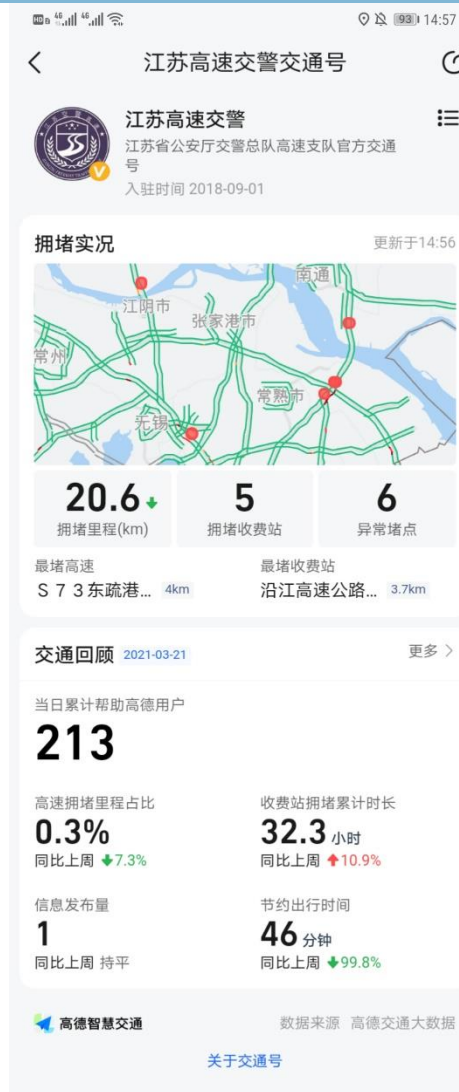 93 14:57
江苏高速交警交通号
江苏高速交警
江苏省公安厅交警总队高速支队官方交通
号
入驻时间 2018-09-01
拥堵实况
更新于14:56
南通
江阴市
张家港市
常州
常熟市
无锡
20.6
5
6
拥堵里程(km)
拥堵收费站
异常堵点
最堵高速
最堵收费站
S７３东疏港... 4km
沿江高速公路... 3.7km
交通回顾 2021-03-21
更多
当日累计帮助高德用户
213
高速拥堵里程占比
收费站拥堵累计时长
0.3%
32.3 小时
同比上周 7.3%
同比上周 10.9%
信息发布量
节约出行时间
1
46 分钟
同比上周 持平
同比上周 99.8%
高德智慧交通
数据来源 高德交通大数据
关于交通号